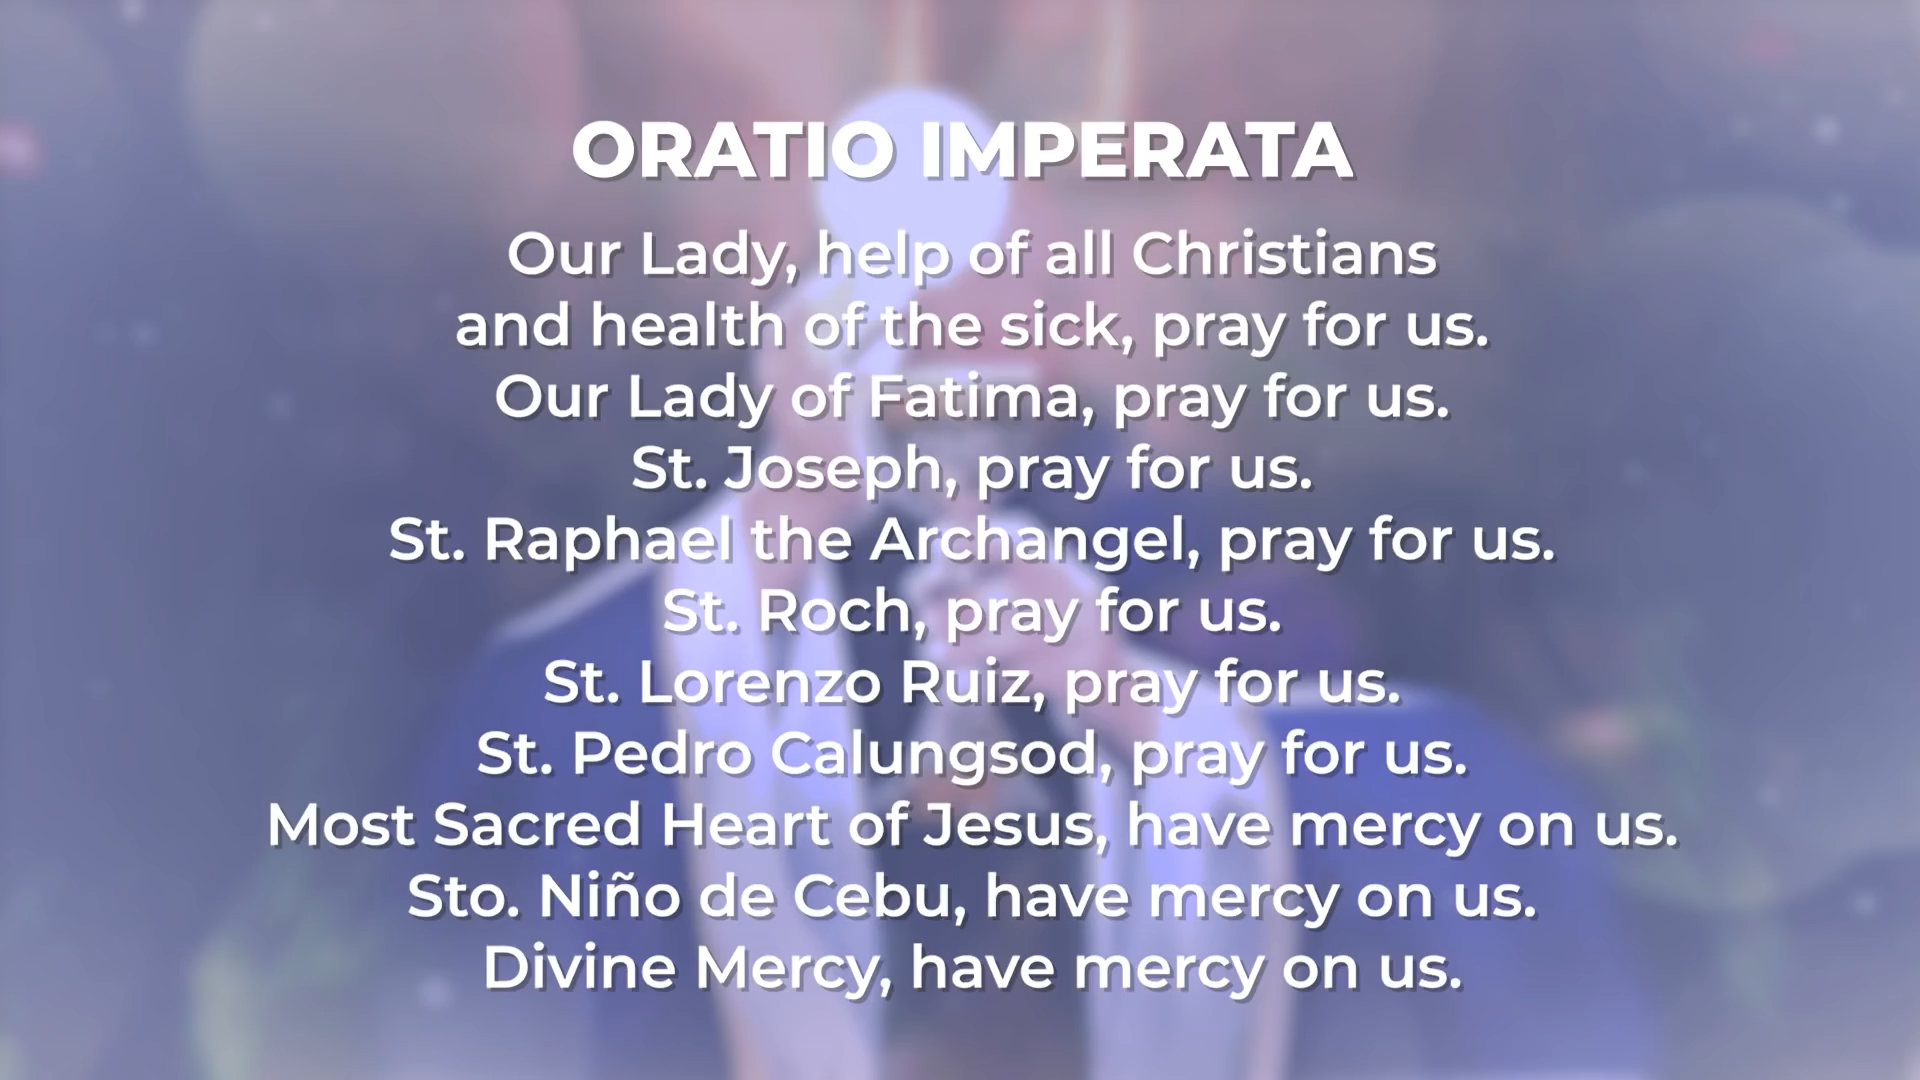 ORATIO IMPERATA
Our Lady, help of all Christians
and health of the sick, pray for us.
Our Lady of Fatima, pray for us.
St. Joseph, pray for us.
St. Raphael the Archangel, pray for us.
St. Roch, pray for us.
St. Lorenzo Ruiz, pray for us.
St. Pedro Calungsod, pray for us.
Most Sacred Heart of Jesus, have mercy on us.
Sto. Niño de Cebu, have mercy on us.
Divine Mercy, have mercy on us.